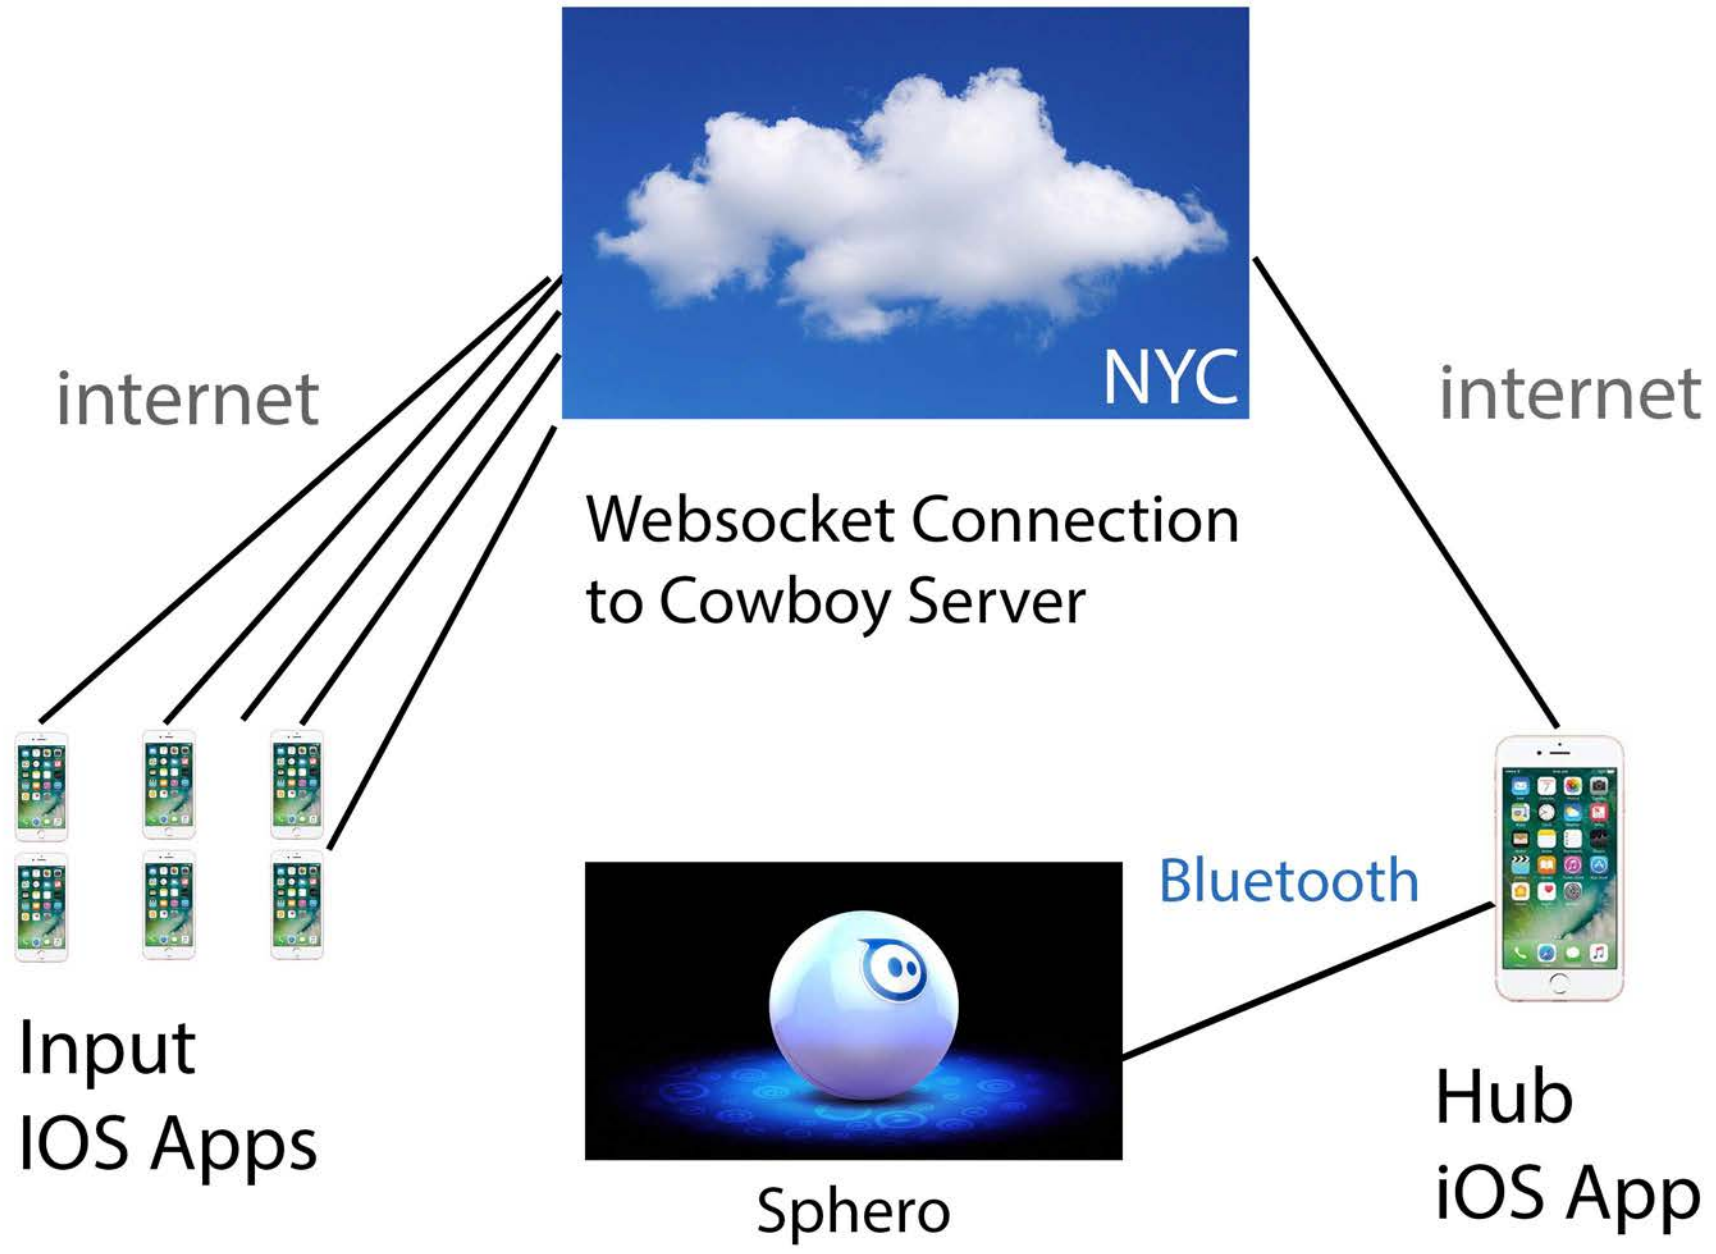 NYC
internet
internet
Websocket Connection
to Cowboy Server
Bluetooth
Input
IOS Apps
Hub
iOS App
Sphero